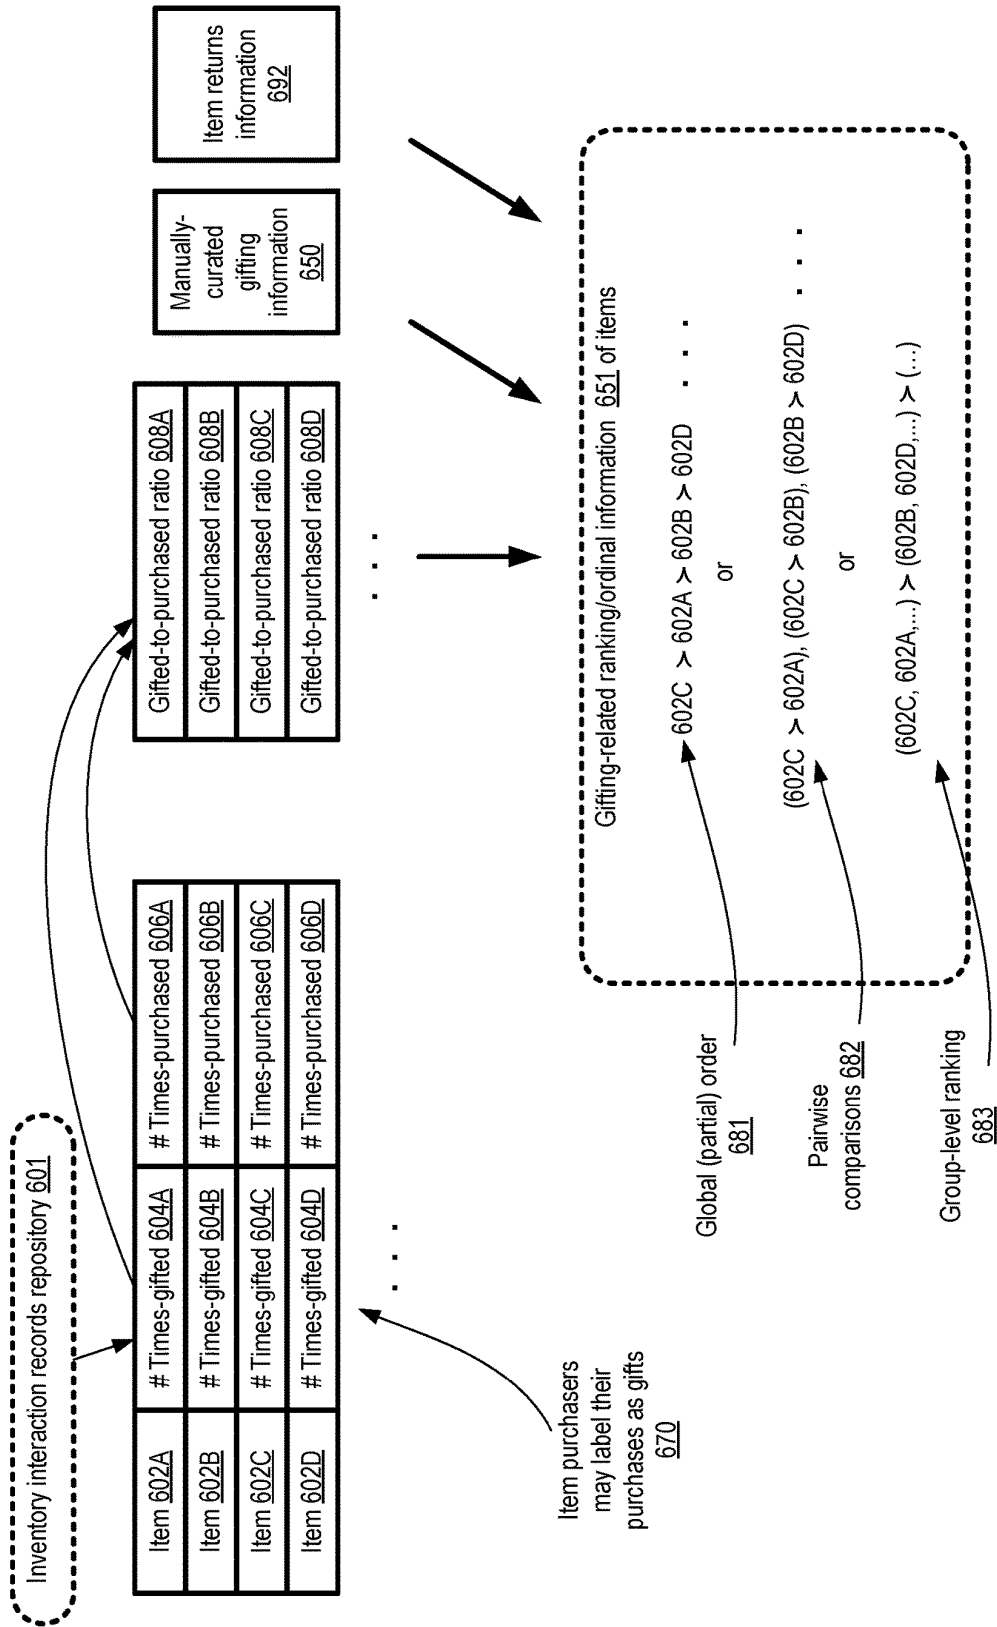 Inventory interaction records repository 601
Item 602A
# Times-gifted 604A
# Times-purchased 606A
Item 602B
# Times-gifted 604B
# Times-purchased 606B
Item 602C
# Times-gifted 604C
# Times-purchased 606C
Item 602D
# Times-gifted 604D
# Times-purchased 606D
. . .
Gifted-to-purchased ratio 608A
Gifted-to-purchased ratio 608B
Gifted-to-purchased ratio 608C
Gifted-to-purchased ratio 608D
. . .
Manually-
curated
gifting
information
650
Item returns
information
692
Item purchasers
may label their
purchases as gifts
670
Gifting-related ranking/ordinal information 651 of items
602C ≻ 602A ≻ 602B ≻ 602D . . .
or
(602C ≻ 602A), (602C ≻ 602B), (602B ≻ 602D) . . .
or
(602C, 602A,...) ≻ (602B, 602D,...) ≻ (...)
Global (partial) order
681
Pairwise
comparisons 682
Group-level ranking
683